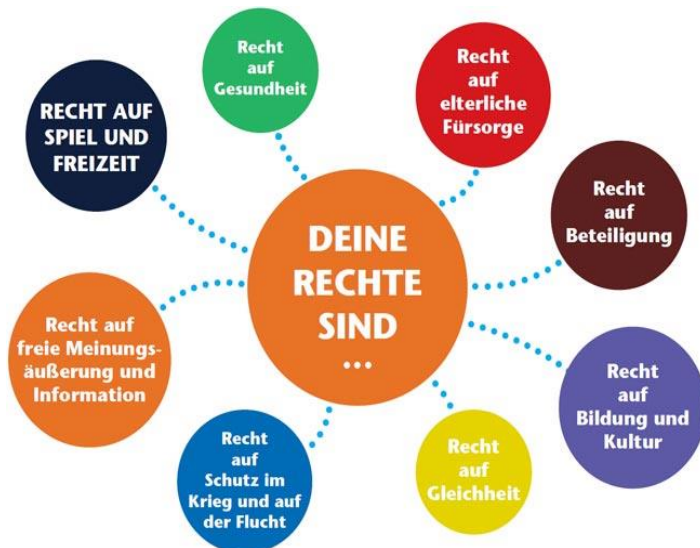 Recht
auf
Gesundheit
Recht
auf
elterliche
Fürsorge
RECHT AUF
SPIEL UND
FREIZEIT
Recht
auf
Beteiligung
DEINE
RECHTE
SIND
...
Recht auf
freie Meinungs-
äußerung und
Information
Recht
auf
Bildung und
Kultur
Recht
auf
Schutz im
Krieg und auf
der Flucht
Recht
auf
Gleichheit